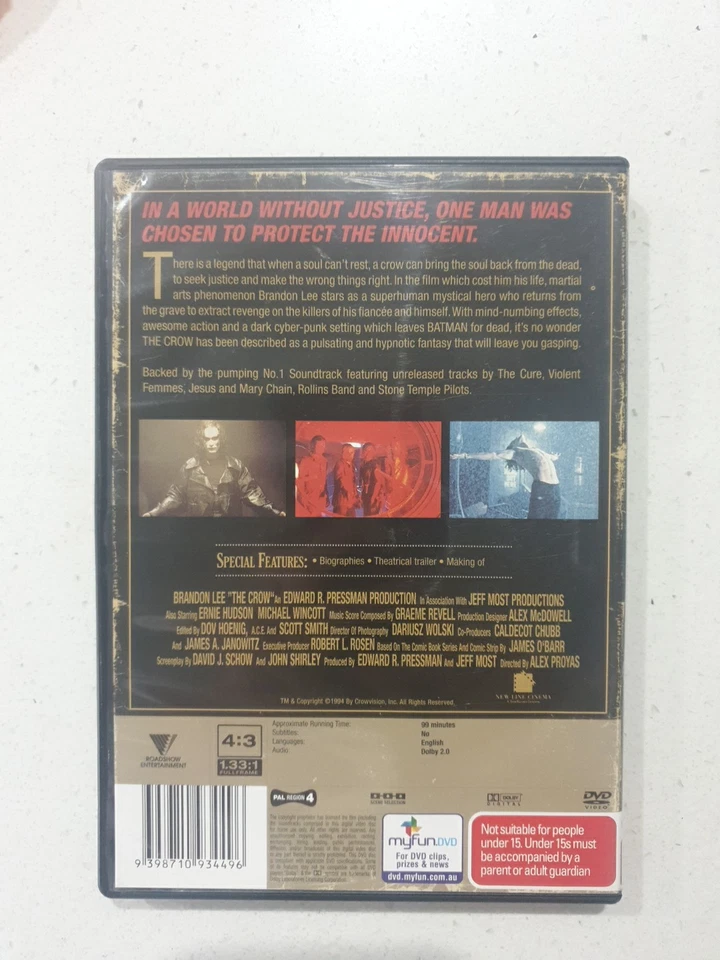 IN A WORLD WITHOUT JUSTICE, ONE MAN WAS
CHOSEN TO PROTECT THE INNOCENT.
There is a legend that when a soul can't rest, a crow can bring the soul back from the dead,
to seek justice and make the wrong things right. In the film which cost him his life, martial
arts phenomenon Brandon Lee stars as a superhuman mystical hero who returns from
the grave to extract revenge on the killers of his fiancée and himself. With mind-numbing effects,
awesome action and a dark cyber-punk setting which leaves BATMAN for dead, it's no wonder
THE CROW has been described as a pulsating and hypnotic fantasy that will leave you gasping.
Backed by the pumping No.1 Soundtrack featuring unreleased tracks by The Cure, Violent
Femmes, Jesus and Mary Chain, Rollins Band and Stone Temple Pilots.
SPECIAL FEATURES: • Biographies • Theatrical trailer • Making of
BRANDON LEE "THE CROW" An EDWARD R. PRESSMAN PRODUCTION In Association With JEFF MOST PRODUCTIONS
Also Starring ERNIE HUDSON MICHAEL WINCOTT Music Score Composed By GRAEME REVELL Production Designer ALEX McDOWELL
Edited By DOV HOENIG, A.C.E. And SCOTT SMITH Director Of Photography DARIUSZ WOLSKI Co-Producers CALDECOT CHUBB
And JAMES A. JANOWITZ Executive Producer ROBERT L. ROSEN Based On The Comic Book Series And Comic Strip By JAMES O'BARR
Screenplay By DAVID J. SCHOW And JOHN SHIRLEY Produced By EDWARD R. PRESSMAN And JEFF MOST Directed By ALEX PROYAS
NEW LINE CINEMA
TM & Copyright ©1994 By Crowvision, Inc. All Rights Reserved.
ROADSHOW
ENTERTAINMENT
4:3
1.33:1
FULLFRAME
Approximate Running Time: 99 minutes
Subtitles: No
Languages: English
Audio Dolby 2.0
PAL REGION 4
DOLBY
DIGITAL
DVD
VIDEO
9 398710 934496
myfun.DVD
For DVD clips,
prizes & news
dvd.myfun.com.au
Not suitable for people
under 15. Under 15s must
be accompanied by a
parent or adult guardian